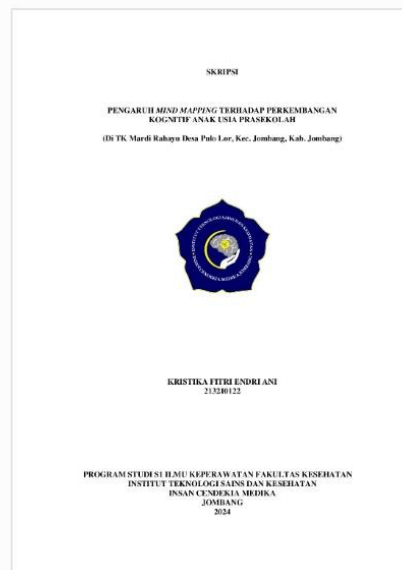 SKRIPSI
PENGARUH MIND MAPPING TERHADAP PERKEMBANGAN
KOGNITIF ANAK USIA PRASEKOLAH
(Di TK Mardi Rahayu Desa Pulo Lor, Kec. Jombang, Kab. Jombang)
KRISTIKA FITRI ENDRI ANI
213210122
PROGRAM STUDI S1 ILMU KEPERAWATAN FAKULTAS KESEHATAN
INSTITUT TEKNOLOGI SAINS DAN KESEHATAN
INSAN CENDEKIA MEDIKA
JOMBANG
2024